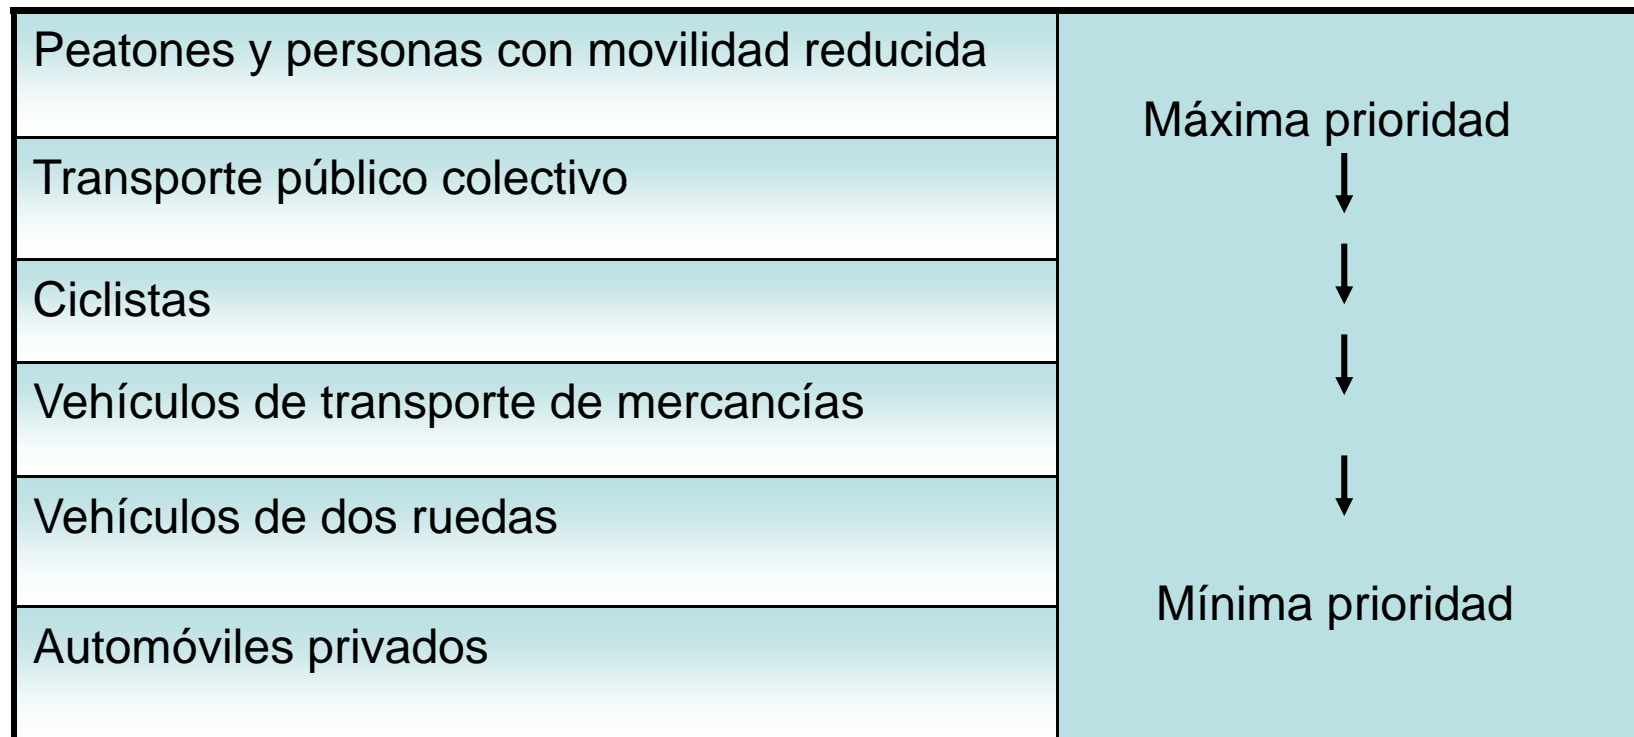 Peatones y personas con movilidad reducida
Transporte público colectivo
Ciclistas
Vehículos de transporte de mercancías
Vehículos de dos ruedas
Automóviles privados
Máxima prioridad
Mínima prioridad